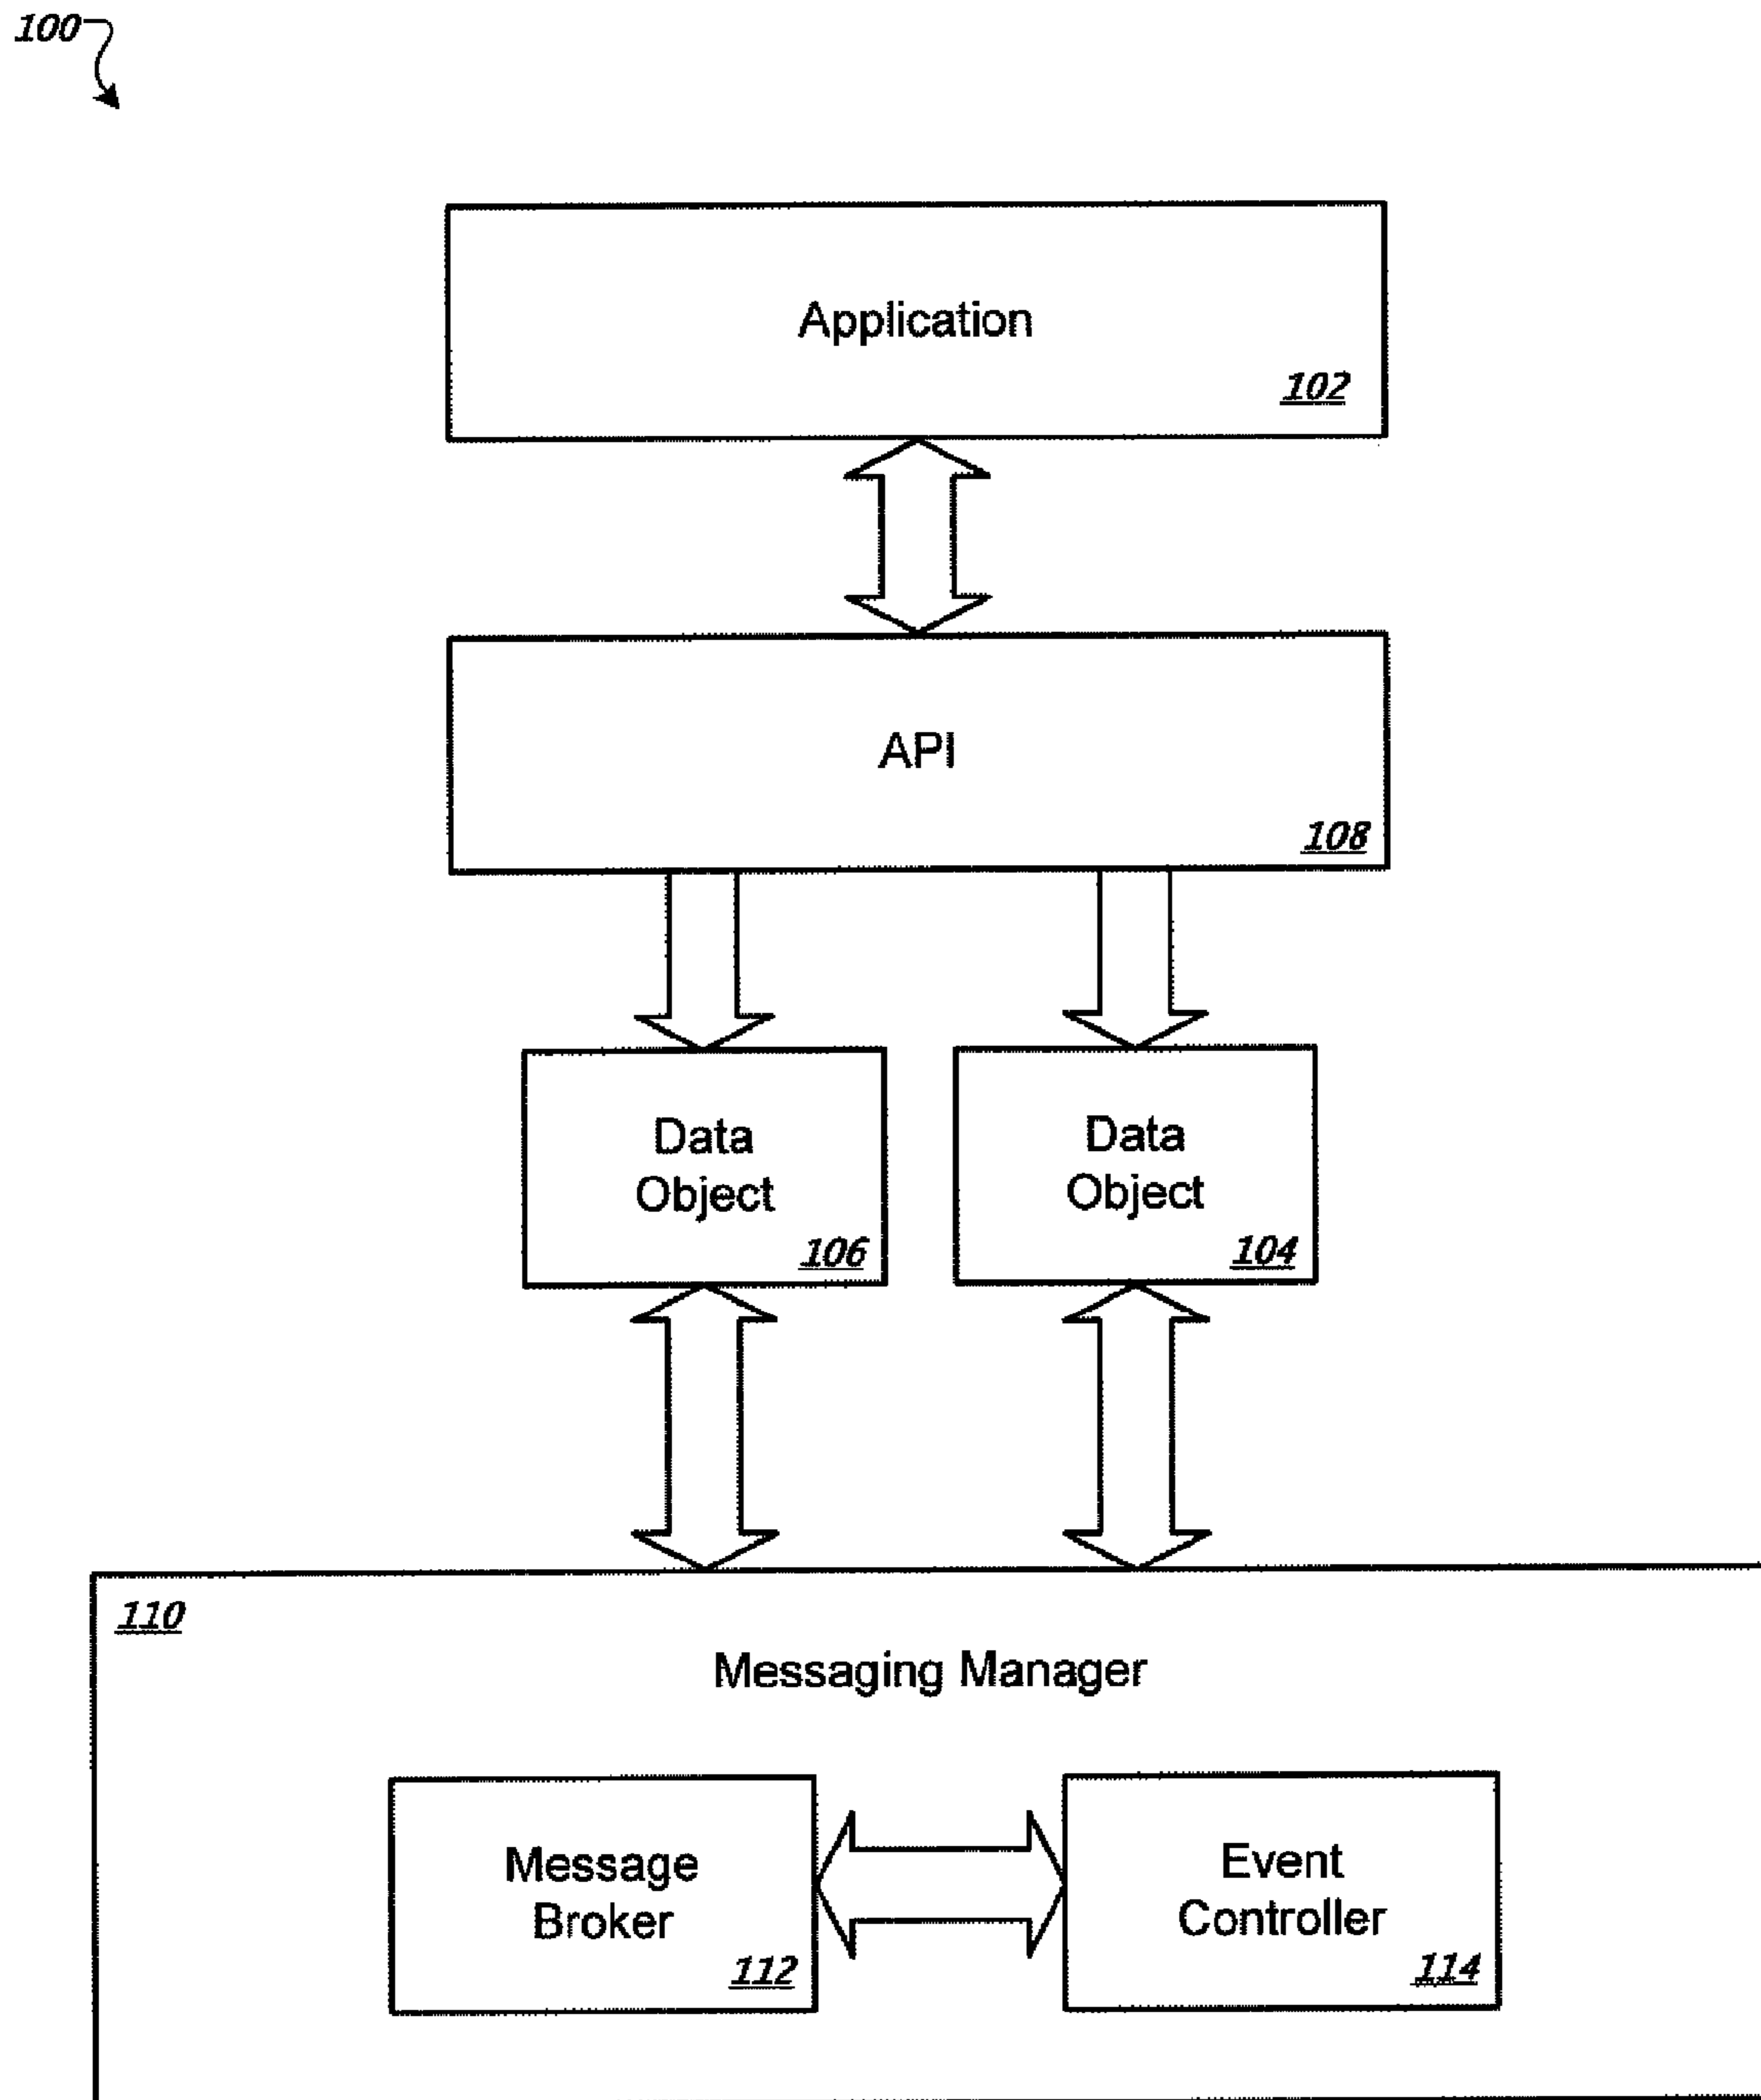 100
Application
102
API
108
Data
Object
106
Data
Object
104
110
Messaging Manager
Message
Broker
112
Event
Controller
114